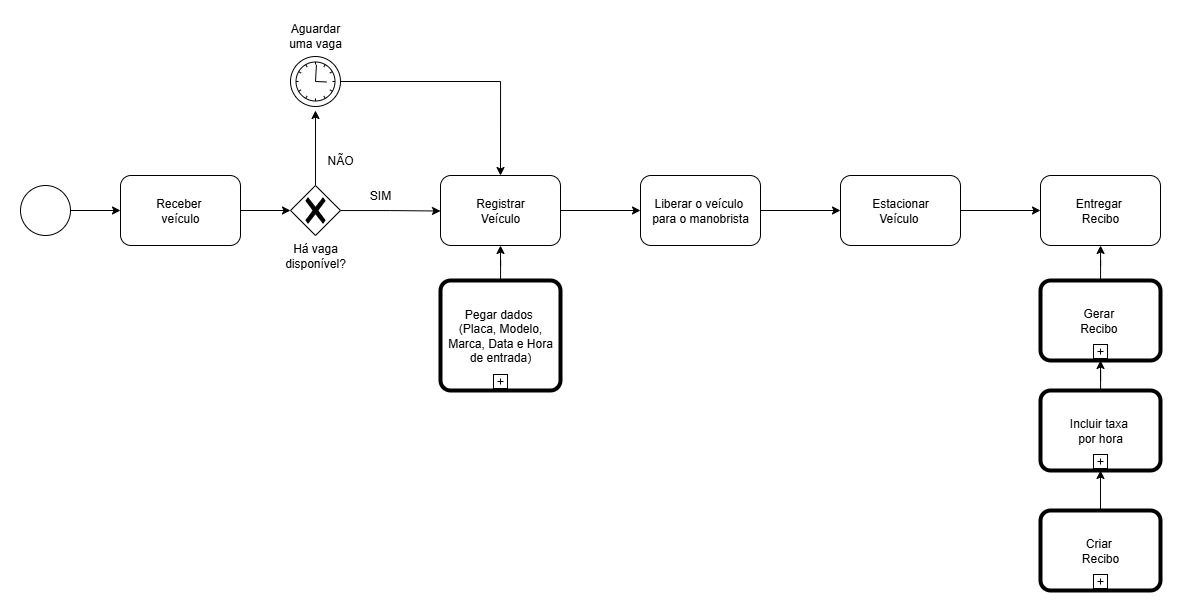 Aguardar
uma vaga
NÃO
SIM
Receber
veículo
Há vaga
disponível?
Registrar
Veículo
Liberar o veículo
para o manobrista
Estacionar
Veículo
Entregar
Recibo
Pegar dados
(Placa, Modelo,
Marca, Data e Hora
de entrada)
Gerar
Recibo
Incluir taxa
por hora
Criar
Recibo